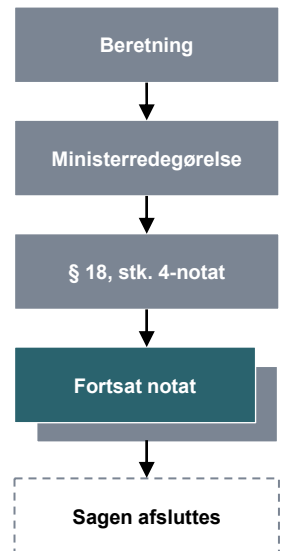 Beretning
Ministerredegørelse
§ 18, stk. 4-notat
Fortsat notat
Sagen afsluttes